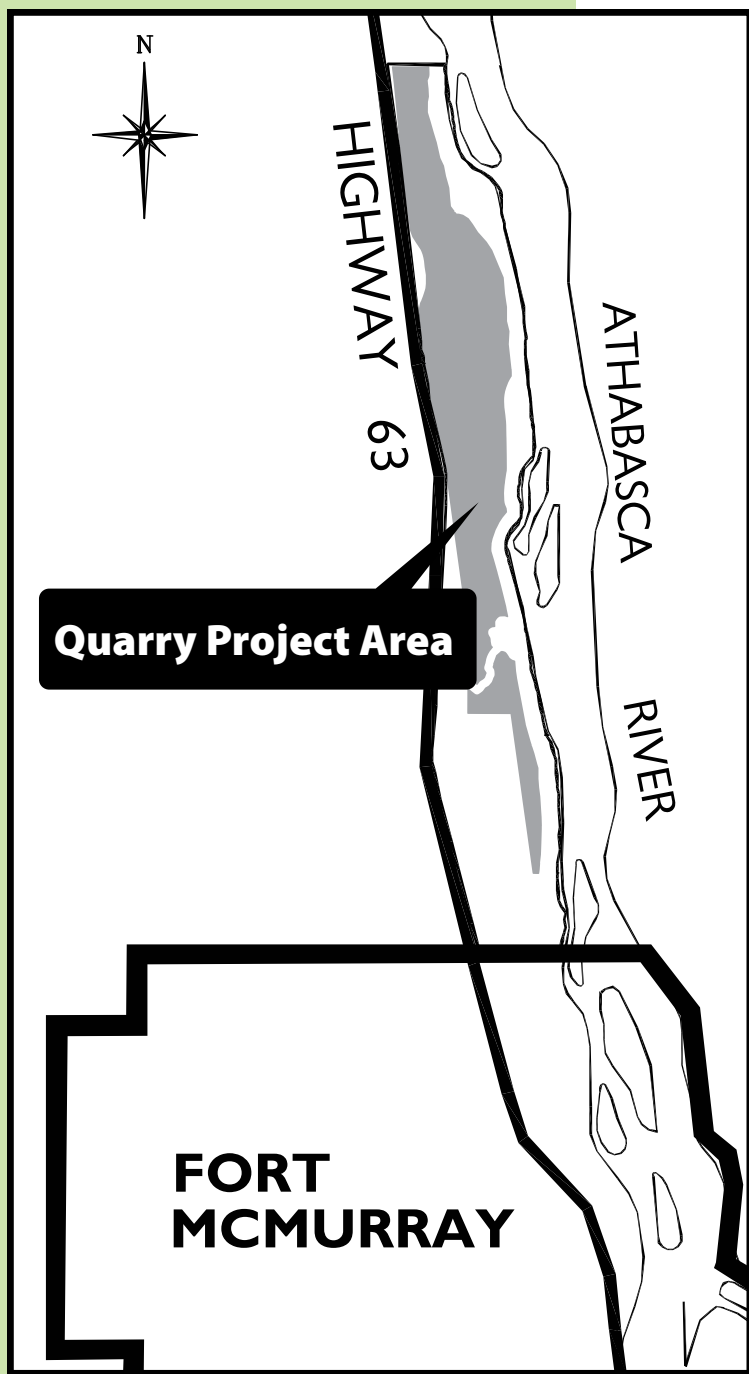 N
HIGHWAY 63
ATHABASCA RIVER
Quarry Project Area
FORT
MCMURRAY